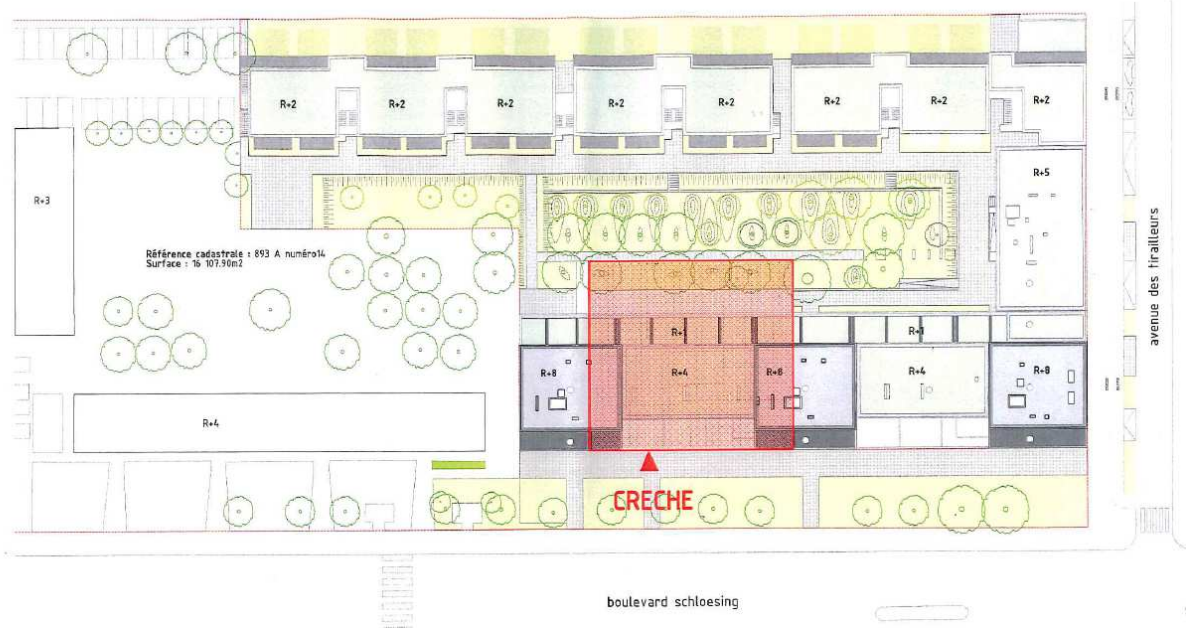 R+2 R+2 R+2 R+2 R+2 R+2 R+2 R+2
R+5
R+3
Référence cadastrale : 893 A numéro14
Surface : 16 107.90m2
avenue des tirailleurs
R+1 R+1
R+8 R+4 R+8 R+4 R+8
R+4
CRECHE
boulevard schloesing